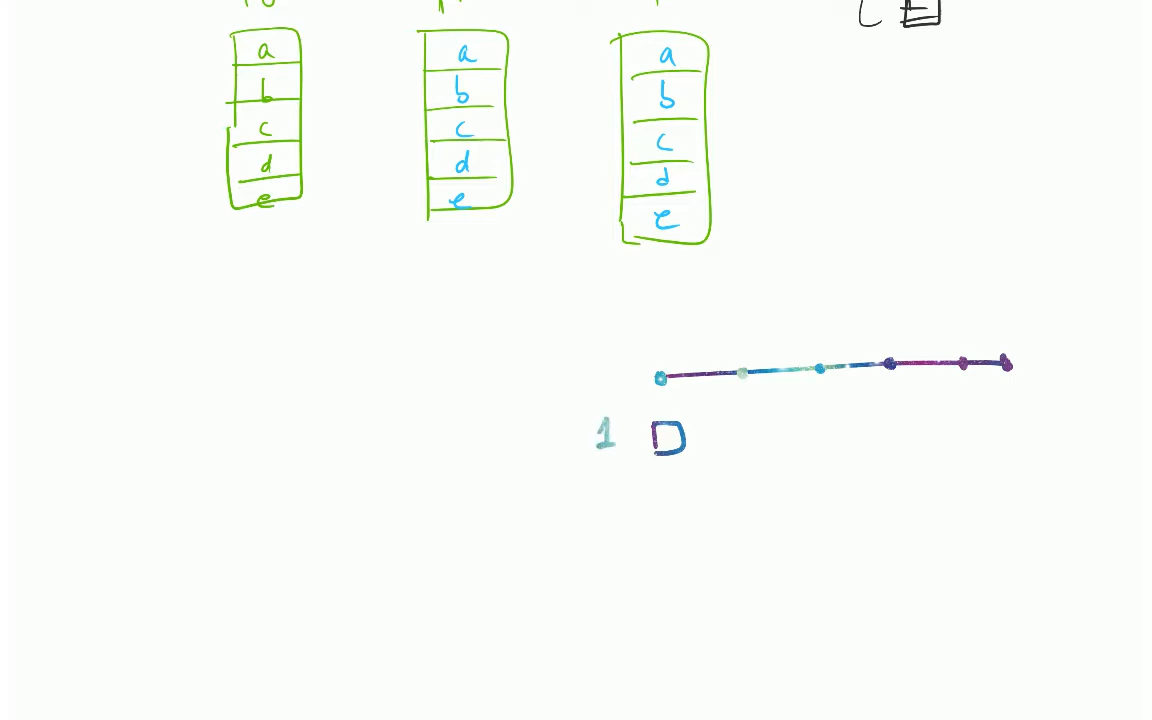 a a a
b b b
c c c
d d d
e e e
1 D